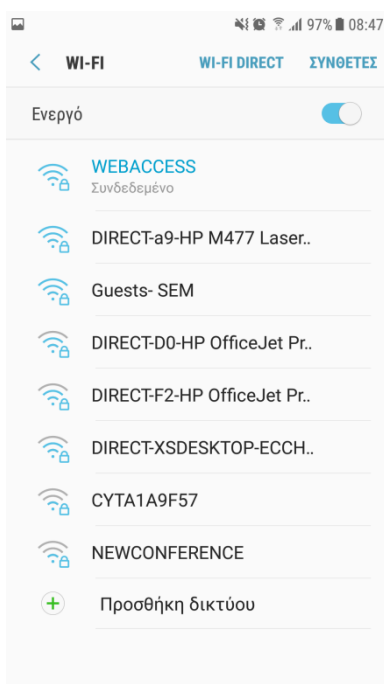 97% 08:47
WI-FI WI-FI DIRECT ΣΥΝΘΕΤΕΣ
Ενεργό
WEBACCESS
Συνδεδεμένο
DIRECT-a9-HP M477 Laser..
Guests- SEM
DIRECT-D0-HP OfficeJet Pr..
DIRECT-F2-HP OfficeJet Pr..
DIRECT-XSDESKTOP-ECCH..
CYTA1A9F57
NEWCONFERENCE
Προσθήκη δικτύου